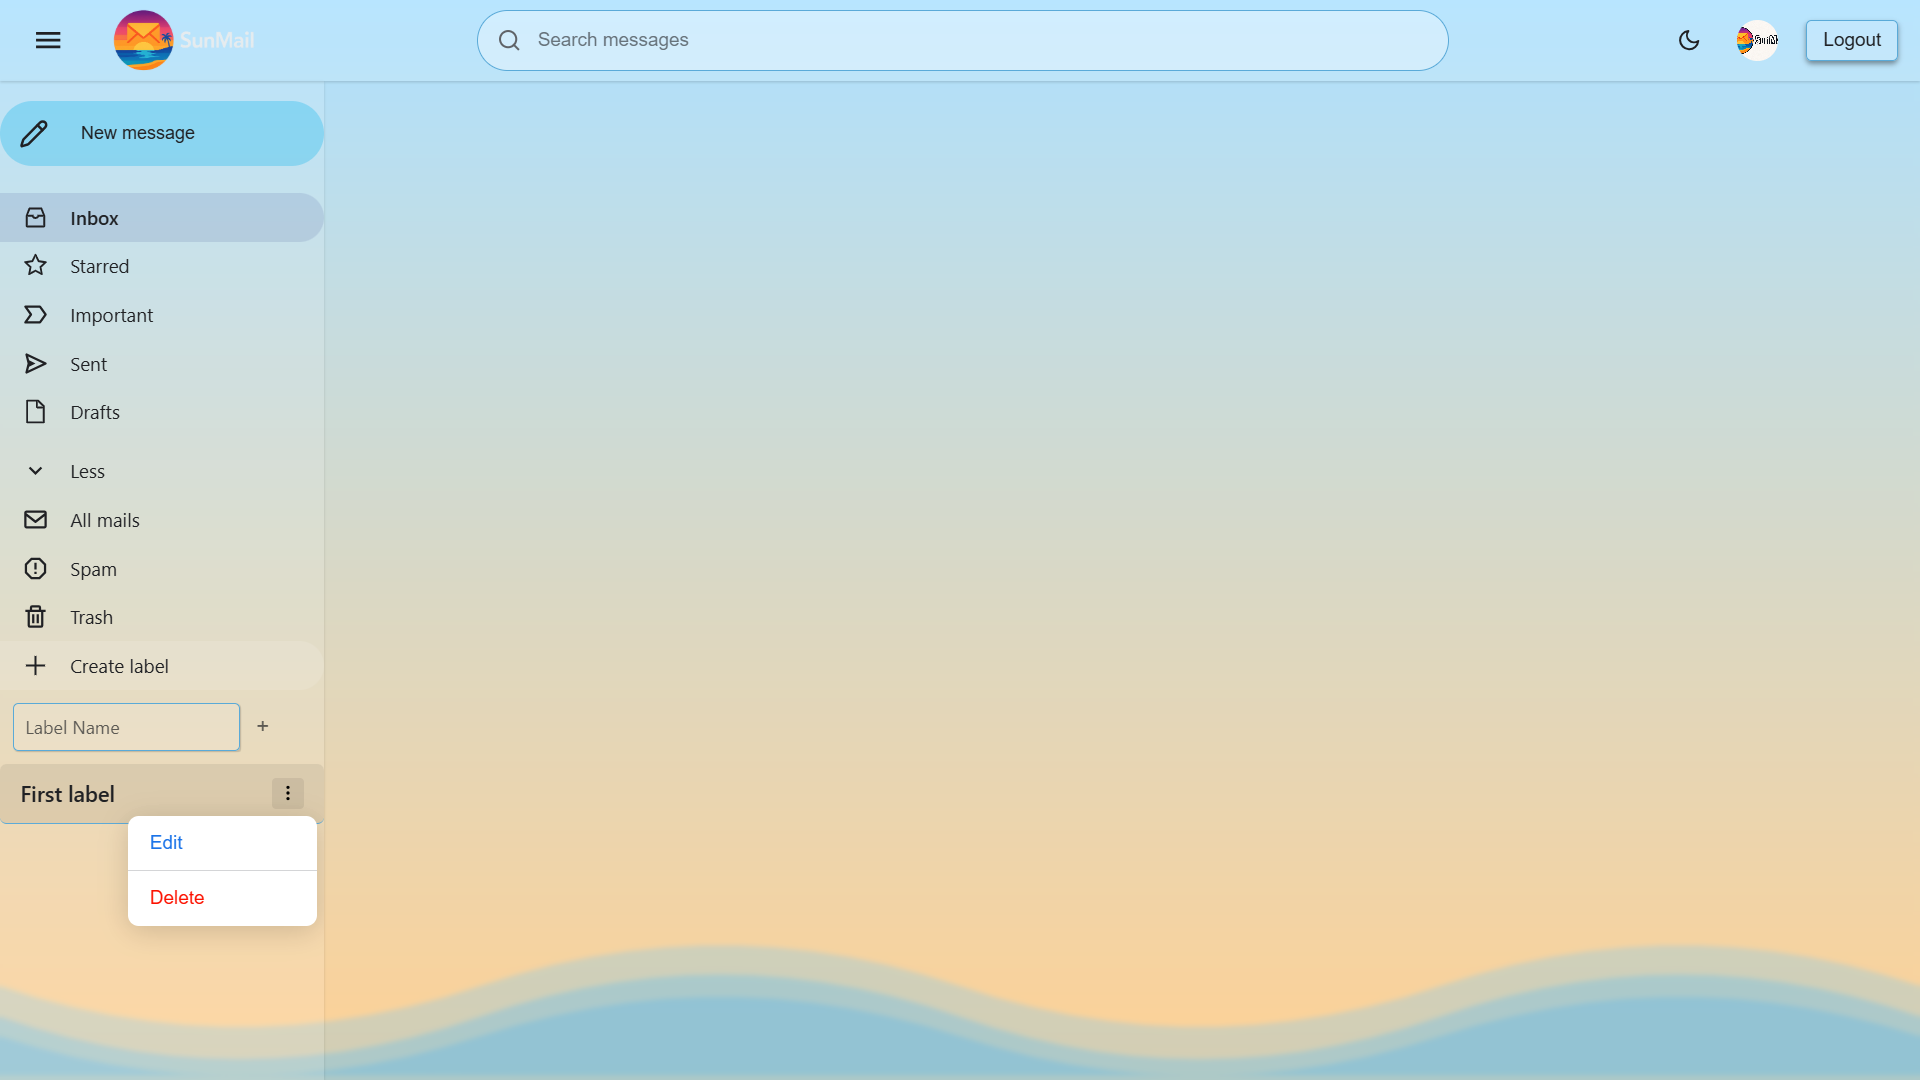 SunMail
Search messages
Logout
New message
Inbox
Starred
Important
Sent
Drafts
Less
All mails
Spam
Trash
Create label
Label Name
+
First label
Edit
Delete